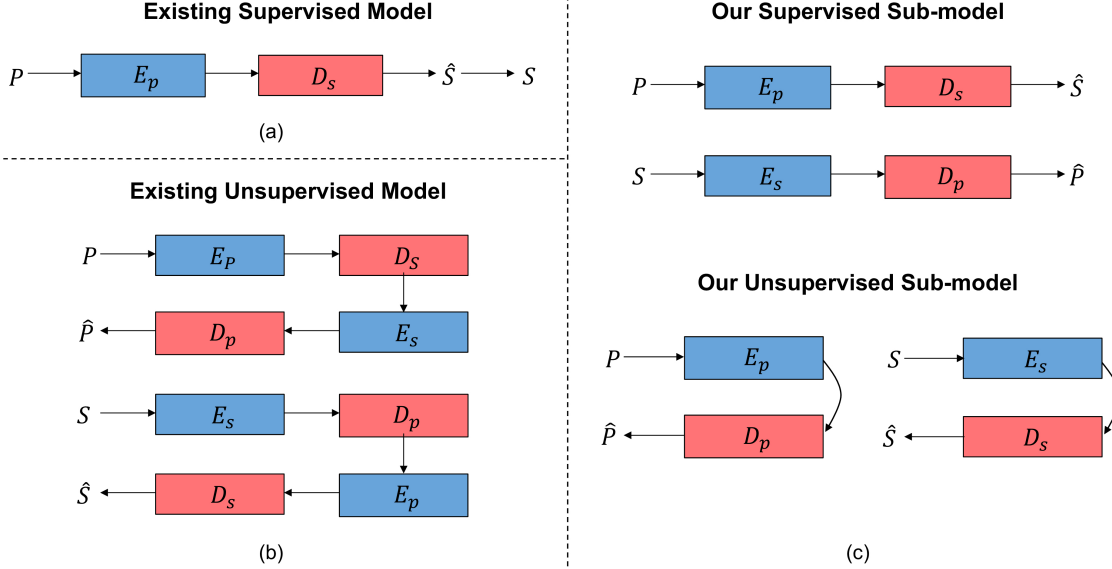 Existing Supervised Model
P E_p D_s Ŝ S
(a)
Existing Unsupervised Model
P E_P D_S
P̂ D_p E_s
S E_s D_p
Ŝ D_s E_p
(b)
Our Supervised Sub-model
P E_p D_s Ŝ
S E_s D_p P̂
Our Unsupervised Sub-model
P E_p S E_s
P̂ D_p Ŝ D_s
(c)